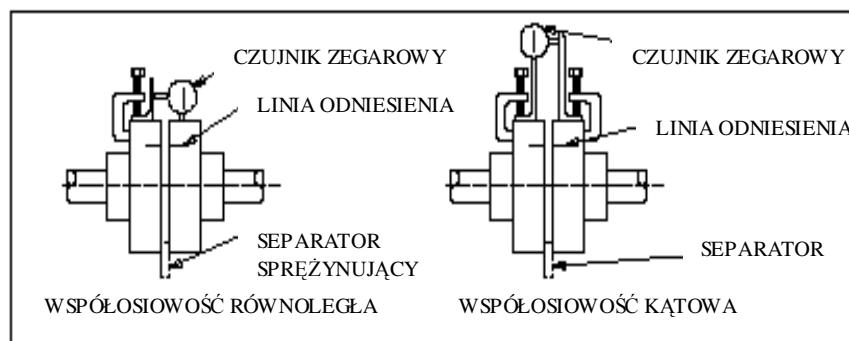 CZUJNIK ZEGAROWY
LINIA ODNIESIENIA
SEPARATOR
SPRĘŻYNUJĄCY
WSPÓŁOSIOWOŚĆ RÓWNOLEGŁA
CZUJNIK ZEGAROWY
LINIA ODNIESIENIA
SEPARATOR
WSPÓŁOSIOWOŚĆ KĄTOWA